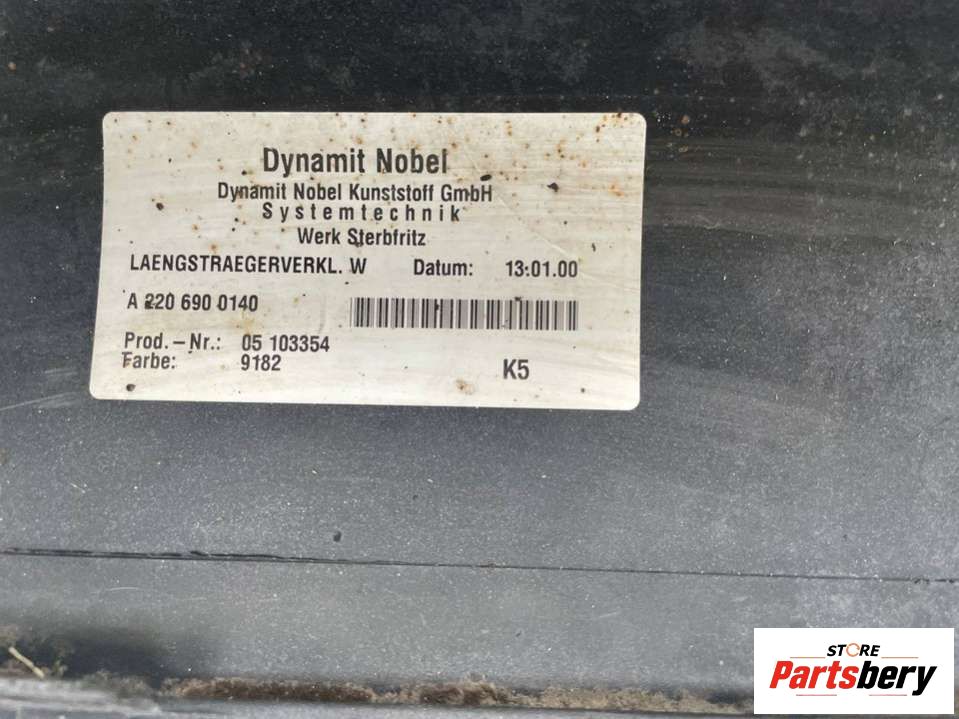 Dynamit Nobel
Dynamit Nobel Kunststoff GmbH
Systemtechnik
Werk Sterbfritz
LAENGSTRAEGERVERKL. W Datum: 13.01.00
A 220 690 0140
Prod.-Nr.: 05 103354
Farbe: 9182 K5
STORE
Partsbery